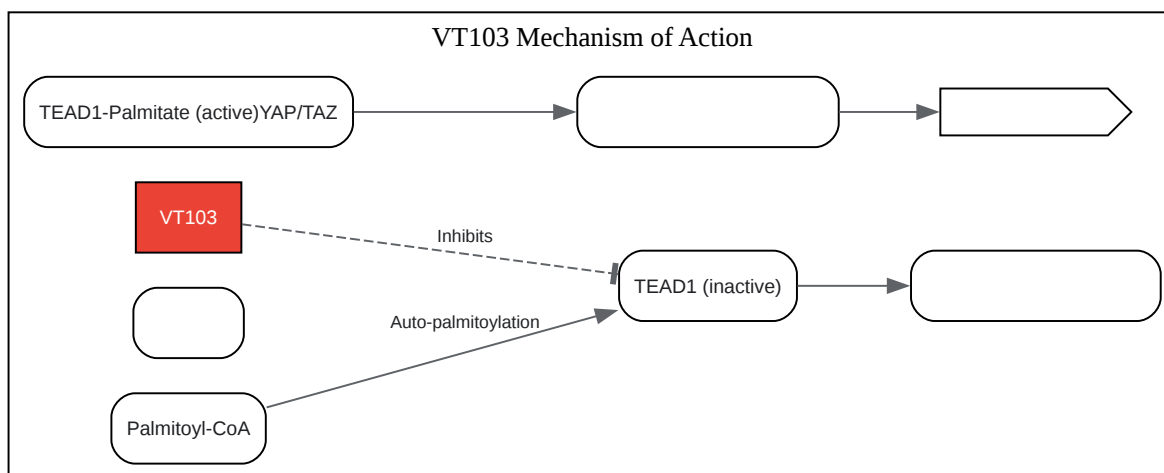 VT103 Mechanism of Action
TEAD1-Palmitate (active)YAP/TAZ
VT103
Inhibits
TEAD1 (inactive)
Auto-palmitoylation
Palmitoyl-CoA